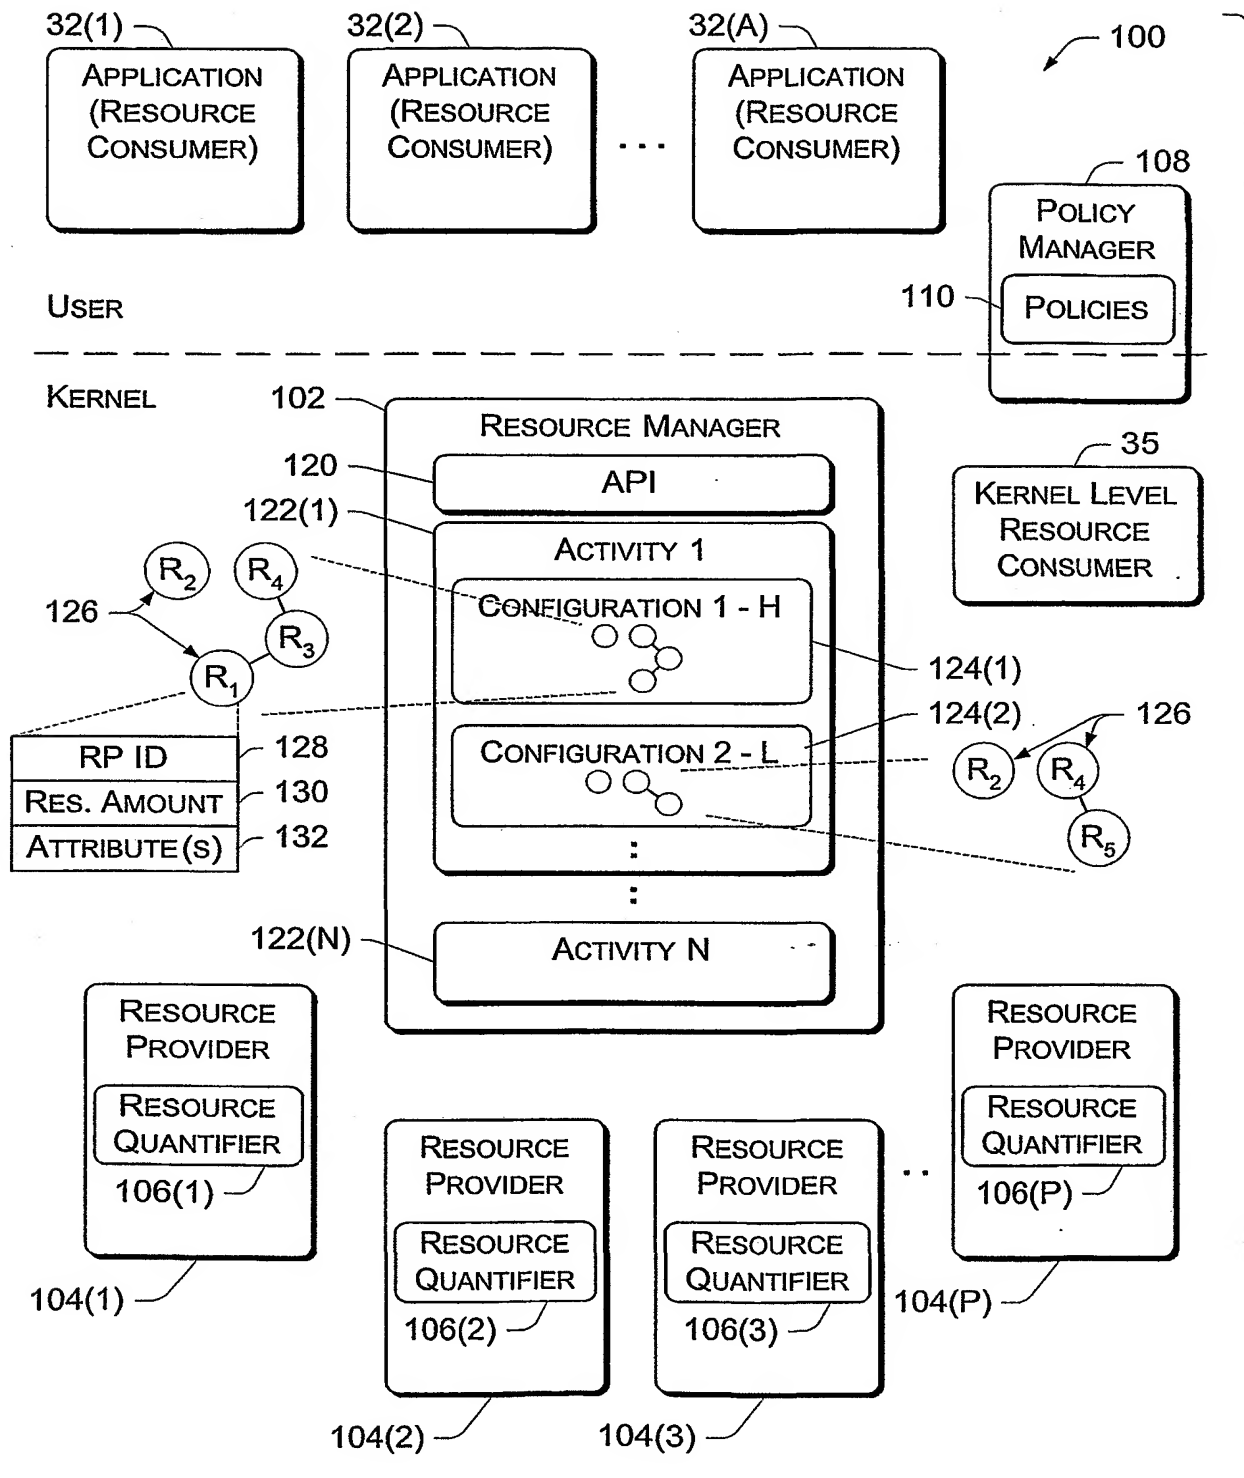 32(1)
32(2)
32(A)
100
APPLICATION
(RESOURCE
CONSUMER)
APPLICATION
(RESOURCE
CONSUMER)
...
APPLICATION
(RESOURCE
CONSUMER)
108
POLICY
MANAGER
110
POLICIES
USER
KERNEL
102
RESOURCE MANAGER
120
API
35
KERNEL LEVEL
RESOURCE
CONSUMER
122(1)
ACTIVITY 1
R2
R4
126
R3
R1
CONFIGURATION 1 - H
124(1)
124(2)
126
CONFIGURATION 2 - L
R2
R4
R5
RP ID
128
RES. AMOUNT
130
ATTRIBUTE(S)
132
122(N)
ACTIVITY N
RESOURCE
PROVIDER
RESOURCE
QUANTIFIER
106(1)
104(1)
RESOURCE
PROVIDER
RESOURCE
QUANTIFIER
106(2)
104(2)
RESOURCE
PROVIDER
RESOURCE
QUANTIFIER
106(3)
104(3)
..
RESOURCE
PROVIDER
RESOURCE
QUANTIFIER
106(P)
104(P)